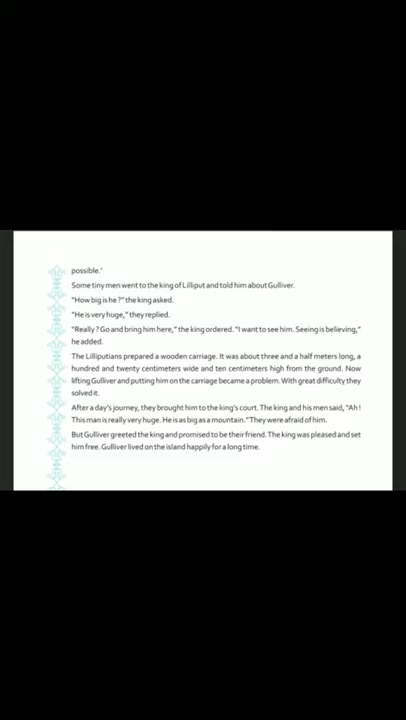 possible.'
Some tiny men went to the king of Lilliput and told him about Gulliver.
"How big is he ?" the king asked.
"He is very huge," they replied.
"Really ? Go and bring him here," the king ordered. "I want to see him. Seeing is believing,"
he added.
The Lilliputians prepared a wooden carriage. It was about three and a half meters long, a
hundred and twenty centimeters wide and ten centimeters high from the ground. Now
lifting Gulliver and putting him on the carriage became a problem. With great difficulty they
solved it.
After a day's journey, they brought him to the king's court. The king and his men said, "Ah !
This man is really very huge. He is as big as a mountain." They were afraid of him.
But Gulliver greeted the king and promised to be their friend. The king was pleased and set
him free. Gulliver lived on the island happily for a long time.